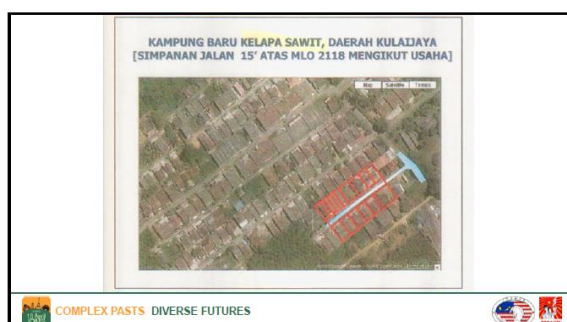 KAMPUNG BARU KELAPA SAWIT, DAERAH KULAIJAYA
[SIMPANAN JALAN 15' ATAS MLO 2118 MENGIKUT USAHA]
Map Satellite Terrain
COMPLEX PASTS DIVERSE FUTURES